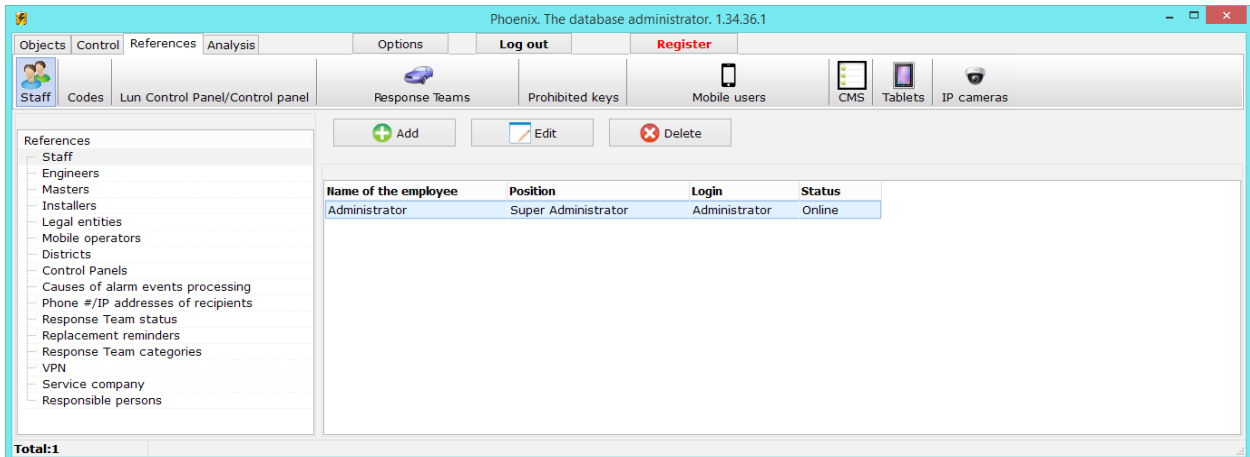 Phoenix. The database administrator. 1.34.36.1
Objects Control References Analysis Options Log out Register
Staff Codes Lun Control Panel/Control panel Response Teams Prohibited keys Mobile users CMS Tablets IP cameras
Add Edit Delete
References
Staff
Engineers
Masters
Installers
Legal entities
Mobile operators
Districts
Control Panels
Causes of alarm events processing
Phone #/IP addresses of recipients
Response Team status
Replacement reminders
Response Team categories
VPN
Service company
Responsible persons
Name of the employee Position Login Status
Administrator Super Administrator Administrator Online
Total:1